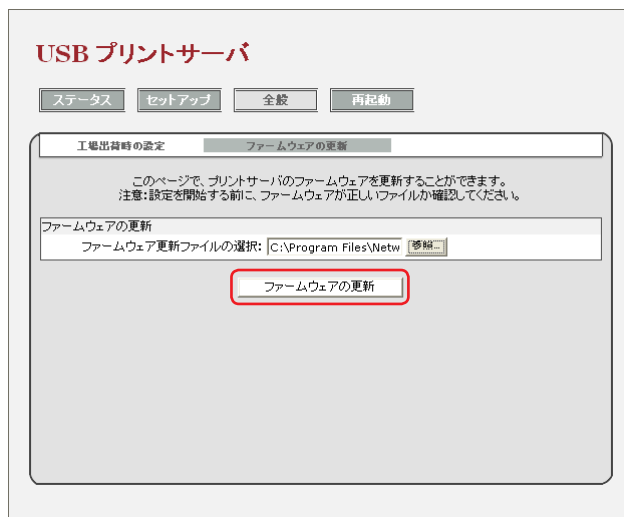 USB プリントサーバ
ステータス セットアップ 全般 再起動
工場出荷時の設定 ファームウェアの更新
このページで、プリントサーバのファームウェアを更新することができます。
注意:設定を開始する前に、ファームウェアが正しいファイルか確認してください。
ファームウェアの更新
ファームウェア更新ファイルの選択: C:\Program Files\Netw 参照...
ファームウェアの更新